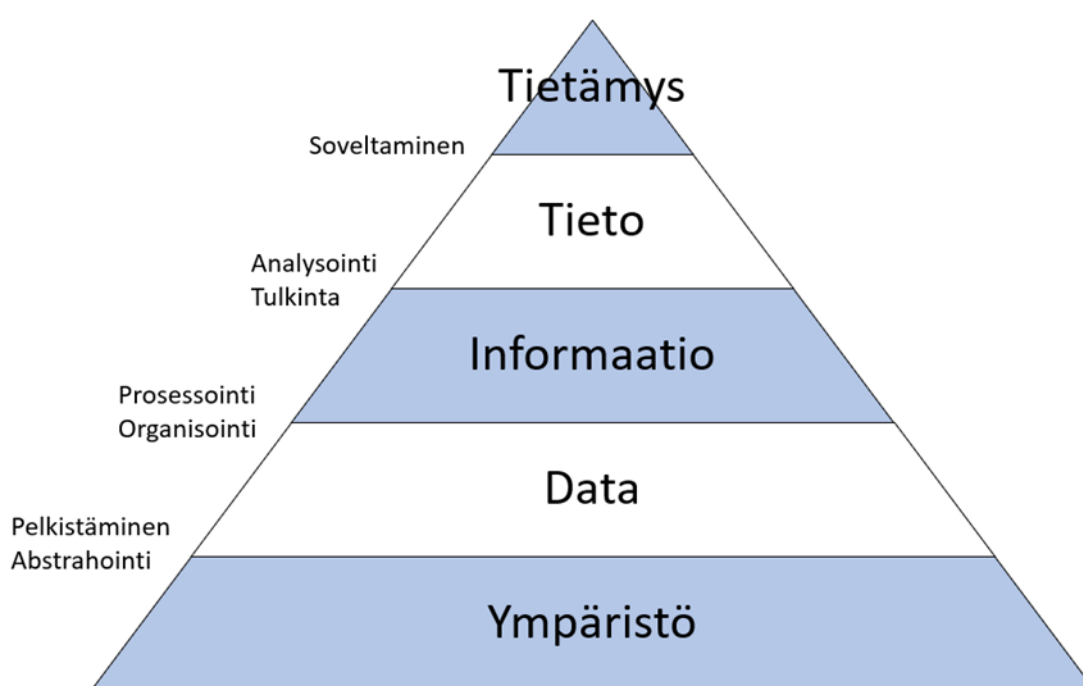 Tietämys
Soveltaminen
Tieto
Analysointi
Tulkinta
Informaatio
Prosessointi
Organisointi
Data
Pelkistäminen
Abstrahointi
Ympäristö